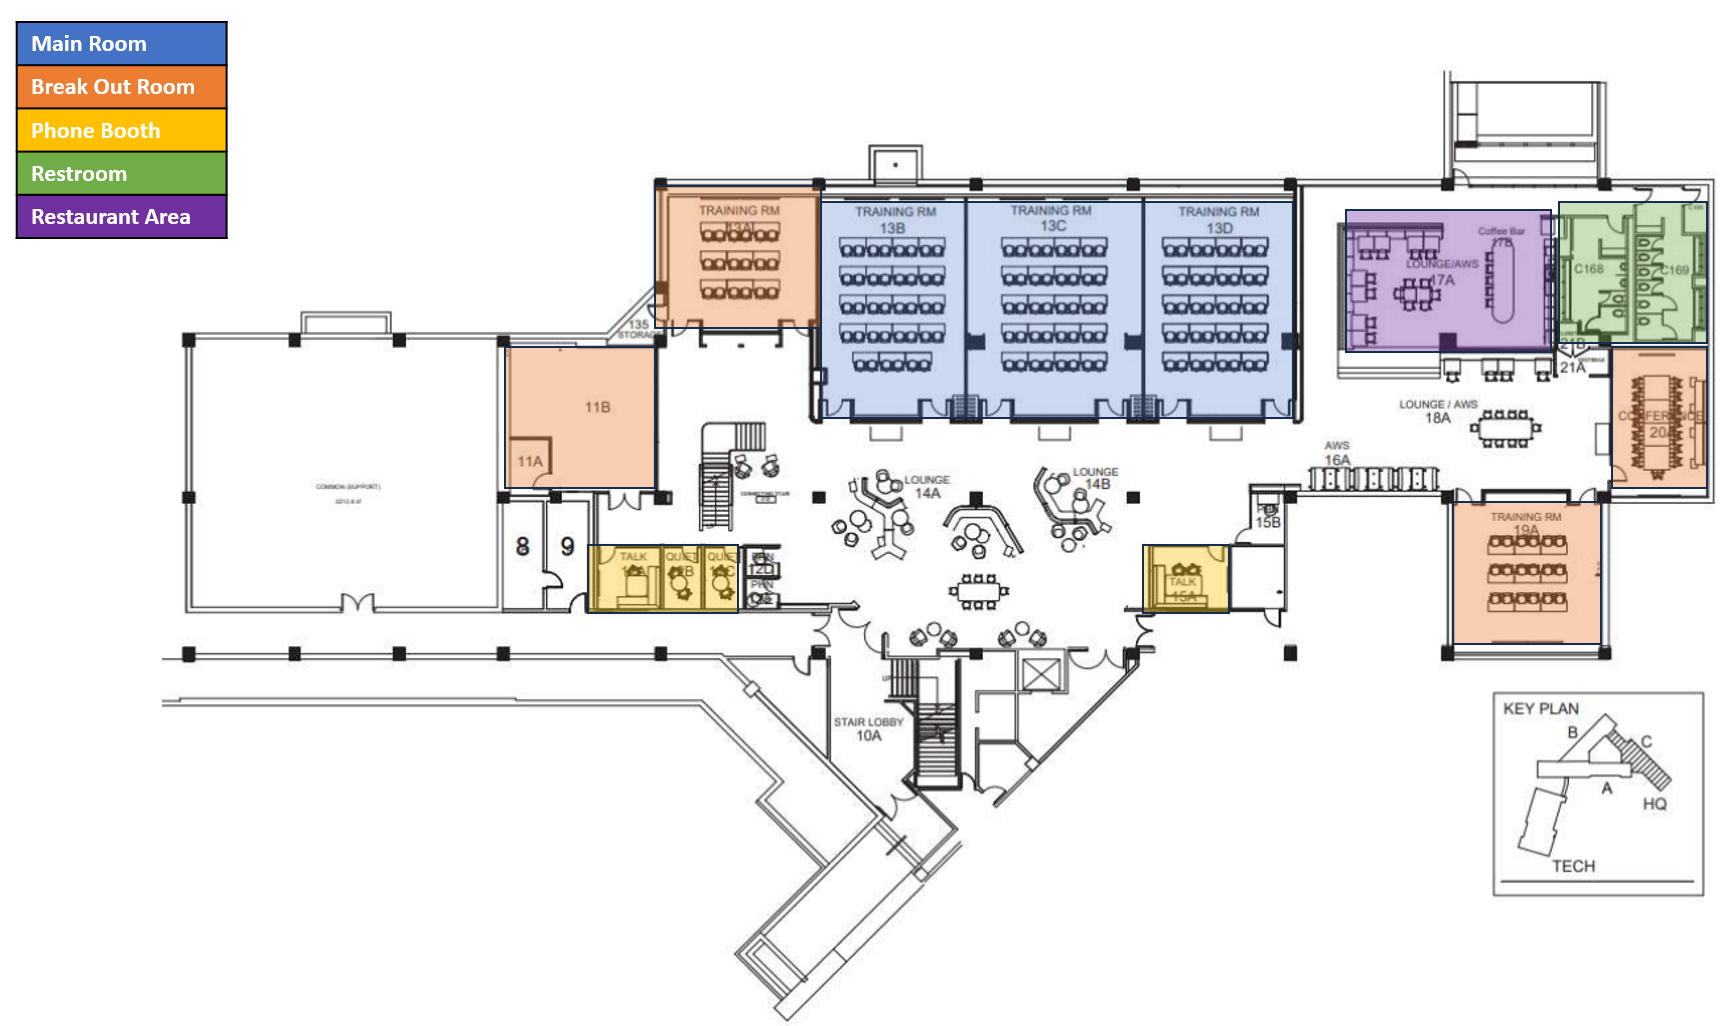 Main Room
Break Out Room
Phone Booth
Restroom
Restaurant Area
TRAINING RM
13A
TRAINING RM
13B
TRAINING RM
13C
TRAINING RM
13D
Coffee Bar
17B
LOUNGE/AWS
17A
C168
C169
135
STORAGE
21B
21A
11B
11A
LOUNGE / AWS
18A
CONFERENCE
20A
AWS
16A
COMMON (SUPPORT)
CONNECTING STAIR
LOUNGE
14A
LOUNGE
14B
15B
TRAINING RM
19A
8
9
TALK
QUIET
12B
QUIET
12D
PHN
TALK
15A
UP
STAIR LOBBY
10A
KEY PLAN
B
C
A
HQ
TECH